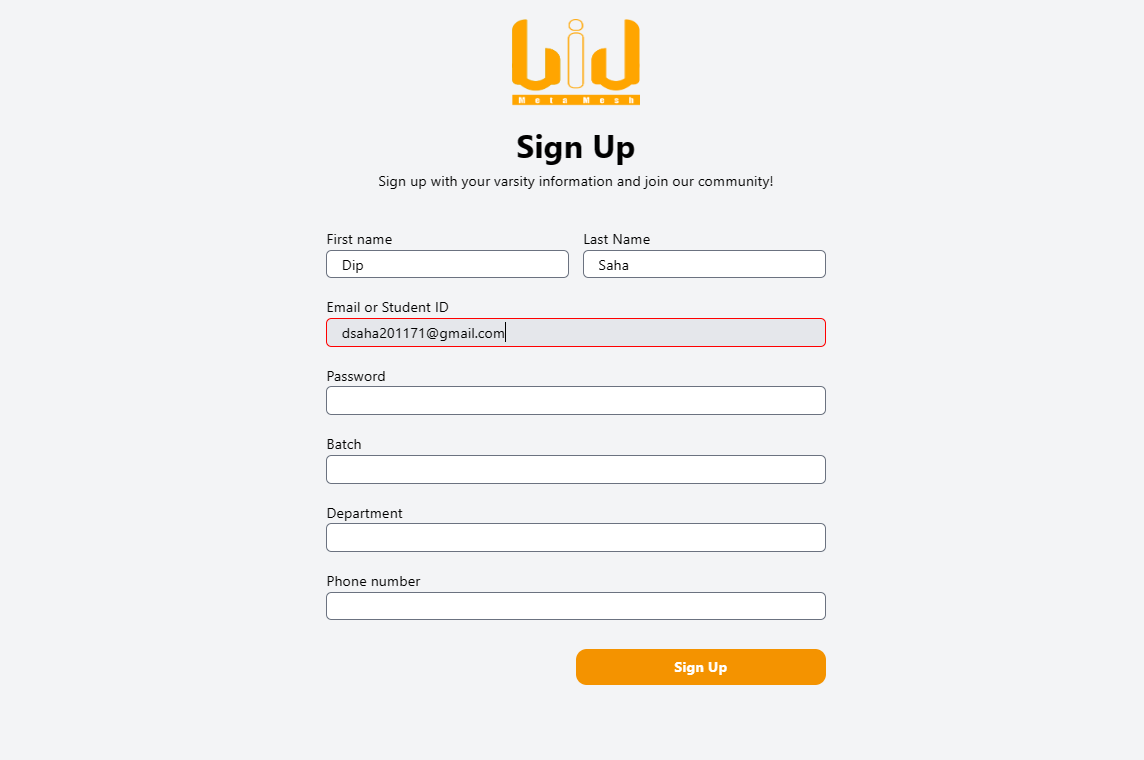 UiU
Meta Mesh
Sign Up
Sign up with your varsity information and join our community!
First name
Last Name
Dip
Saha
Email or Student ID
dsaha201171@gmail.com
Password
Batch
Department
Phone number
Sign Up